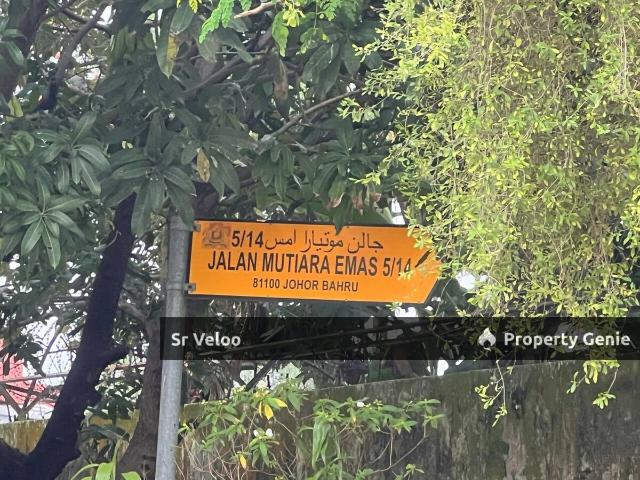 جالن موتيارا امس 5/14
JALAN MUTIARA EMAS 5/14
81100 JOHOR BAHRU
Sr Veloo
Property Genie